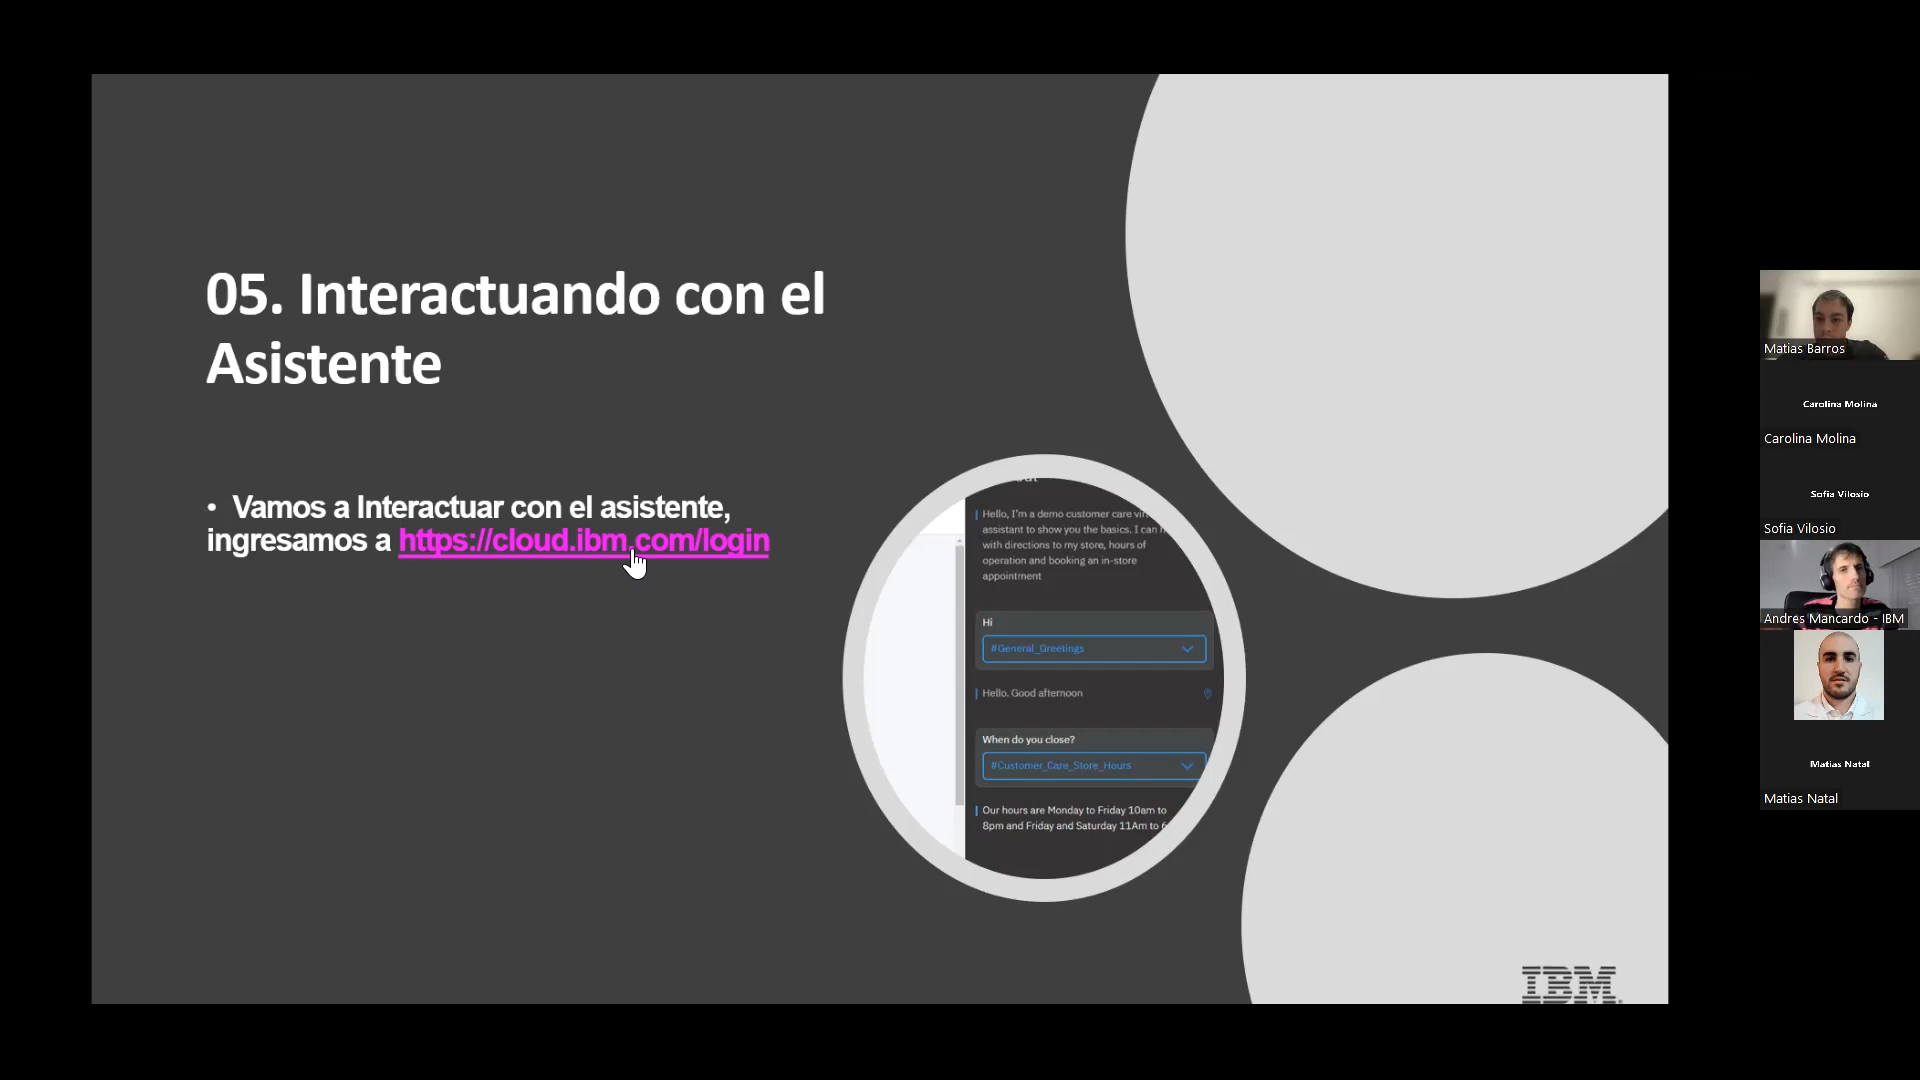 05. Interactuando con el
Asistente
• Vamos a Interactuar con el asistente,
ingresamos a https://cloud.ibm.com/login
Hello, I'm a demo customer care
assistant to show you the basics. I can
with directions to my store, hours of
operation and booking an in-store
appointment
Hi
#General_Greetings
Hello. Good afternoon
When do you close?
#Customer_Care_Store_Hours
Our hours are Monday to Friday 10am to
8pm and Friday and Saturday 11Am to
IBM
Matias Barros
Carolina Molina
Carolina Molina
Sofia Vilosio
Sofia Vilosio
Andres Mancardo - IBM
Matias Natal
Matias Natal